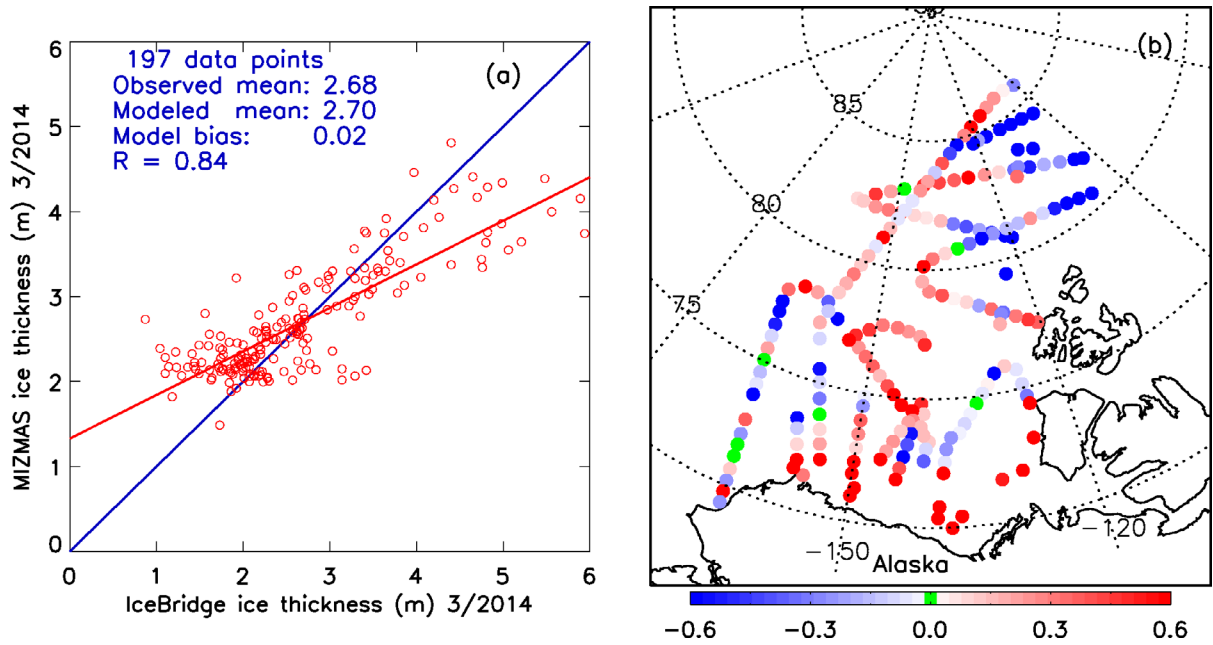 197 data points
Observed mean: 2.68
Modeled mean: 2.70
Model bias: 0.02
R = 0.84
(a)
6
5
4
3
2
1
0
0 1 2 3 4 5 6
MIZMAS ice thickness (m) 3/2014
IceBridge ice thickness (m) 3/2014
(b)
85
80
75
-150
-120
Alaska
-0.6 -0.3 0.0 0.3 0.6